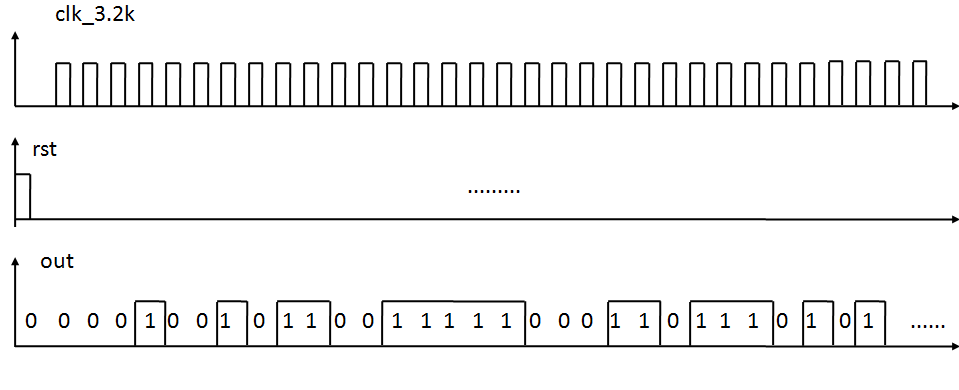 clk_3.2k
rst
.........
out
0 0 0 0 1 0 0 1 0 1 1 0 0 1 1 1 1 1 0 0 0 1 1 0 1 1 1 0 1 0 1 ......